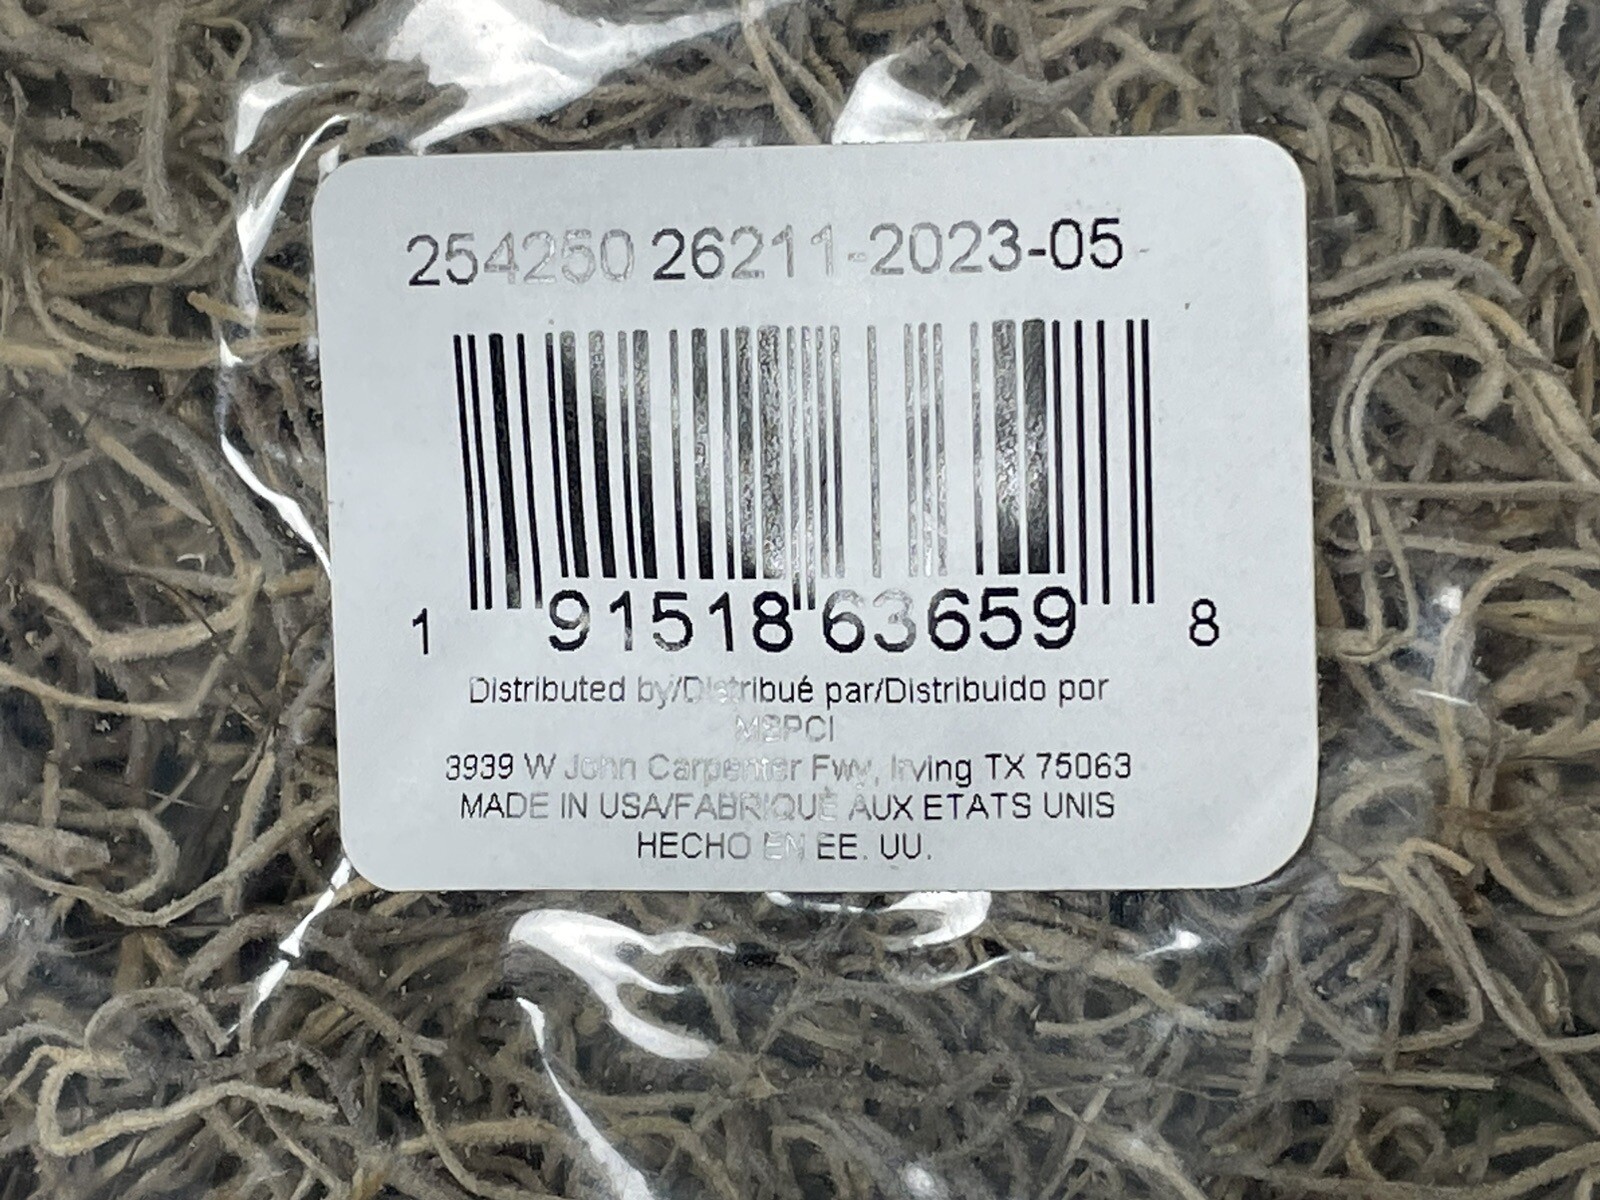 254250 26211-2023-05
1 91518 63659 8
Distributed by/Distribué par/Distribuido por
MSPCI
3939 W John Carpenter Fwy, Irving TX 75063
MADE IN USA/FABRIQUÉ AUX ETATS UNIS
HECHO EN EE. UU.